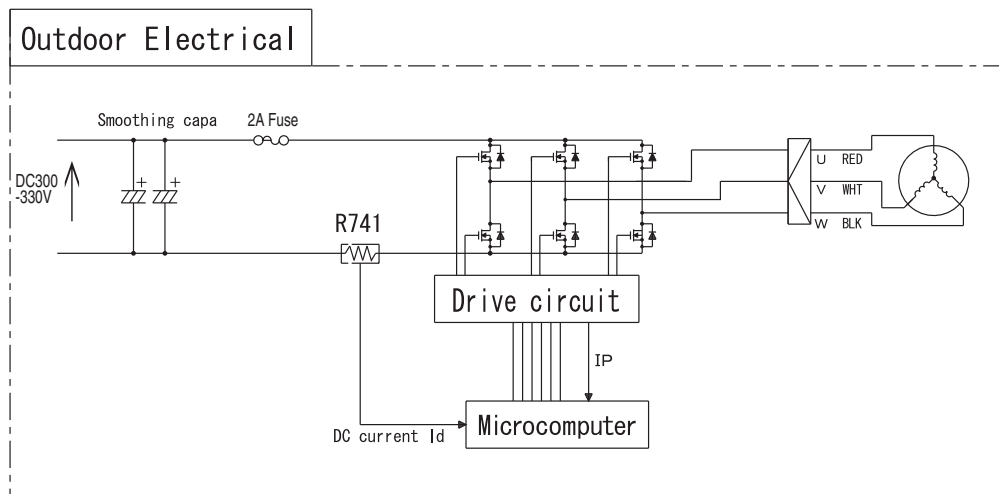 Outdoor Electrical
Smoothing capa
2A Fuse
+
+
DC300
-330V
R741
U RED
V WHT
W BLK
Drive circuit
IP
Microcomputer
DC current Id